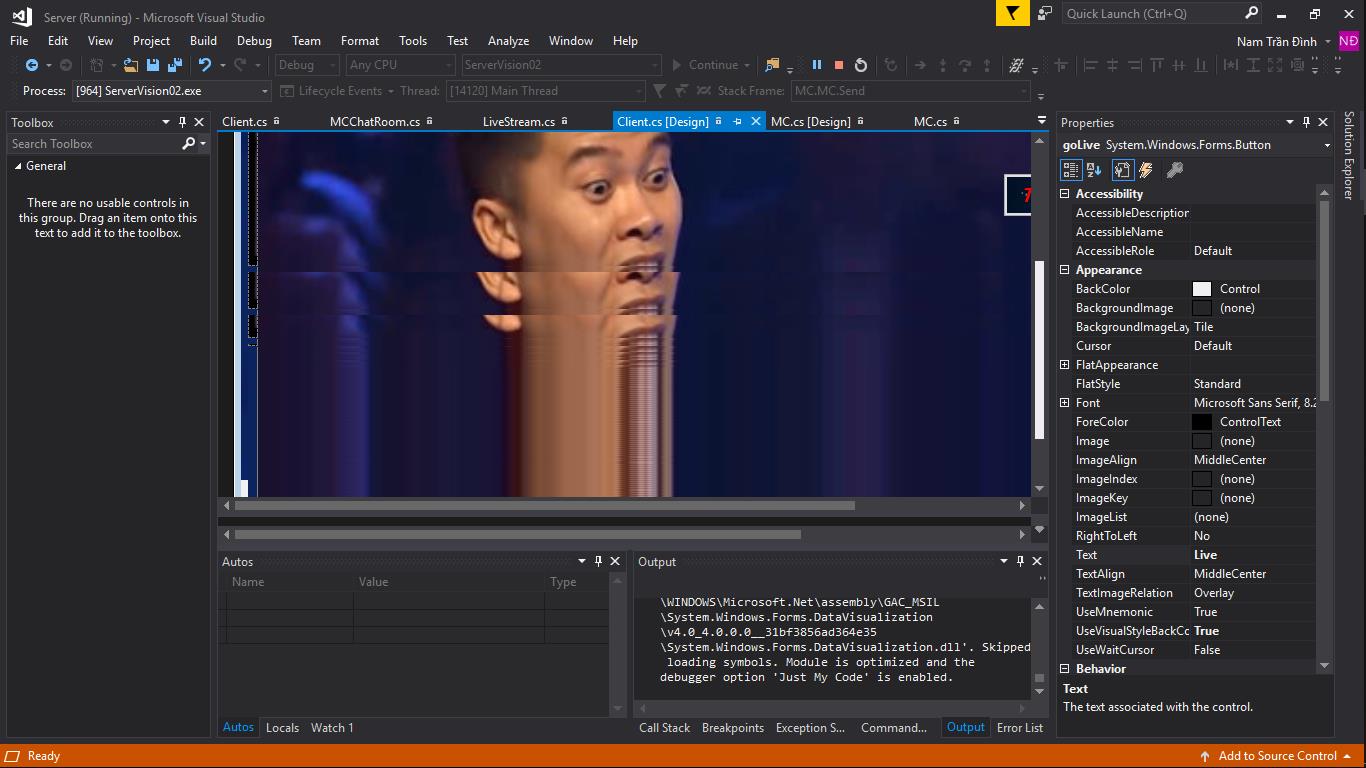 Server (Running) - Microsoft Visual Studio
Quick Launch (Ctrl+Q)
File Edit View Project Build Debug Team Format Tools Test Analyze Window Help
Nam Trần Đình
NĐ
Debug Any CPU ServerVision02 Continue
Process: [964] ServerVision02.exe Lifecycle Events Thread: [14120] Main Thread Stack Frame: MC.MC.Send
Toolbox
Search Toolbox
General
There are no usable controls in
this group. Drag an item onto this
text to add it to the toolbox.
Client.cs MCChatRoom.cs LiveStream.cs Client.cs [Design] MC.cs [Design] MC.cs
Autos
Name Value Type
Autos Locals Watch 1
Output
\WINDOWS\Microsoft.Net\assembly\GAC_MSIL
\System.Windows.Forms.DataVisualization
\v4.0_4.0.0.0__31bf3856ad364e35
\System.Windows.Forms.DataVisualization.dll'. Skipped
loading symbols. Module is optimized and the
debugger option 'Just My Code' is enabled.
Call Stack Breakpoints Exception S... Command... Output Error List
Properties
goLive System.Windows.Forms.Button
Accessibility
AccessibleDescription
AccessibleName
AccessibleRole Default
Appearance
BackColor Control
BackgroundImage (none)
BackgroundImageLay Tile
Cursor Default
FlatAppearance
FlatStyle Standard
Font Microsoft Sans Serif, 8.2
ForeColor ControlText
Image (none)
ImageAlign MiddleCenter
ImageIndex (none)
ImageKey (none)
ImageList (none)
RightToLeft No
Text Live
TextAlign MiddleCenter
TextImageRelation Overlay
UseMnemonic True
UseVisualStyleBackCo True
UseWaitCursor False
Behavior
Text
The text associated with the control.
Solution Explorer
Ready
Add to Source Control